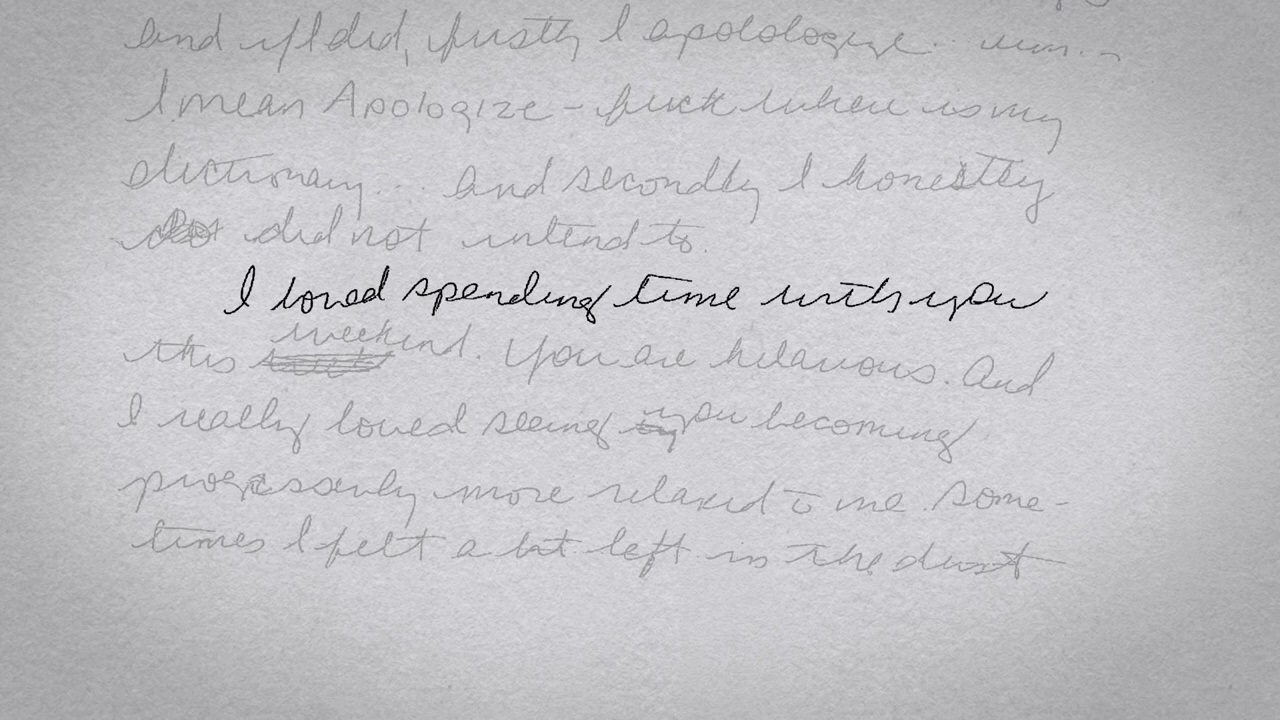 and if I did, firstly I apolologize.. um...
I mean Apologize - fuck where is my
dictionary... and secondly I honestly
did not intend to.
I loved spending time with you
this weekend. You are hilarious. And
I really loved seeing you becoming
progressively more relaxed to me. Some-
times I felt a bit left in the dust